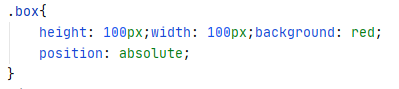 .box{
    height: 100px;width: 100px;background: red;
    position: absolute;
}